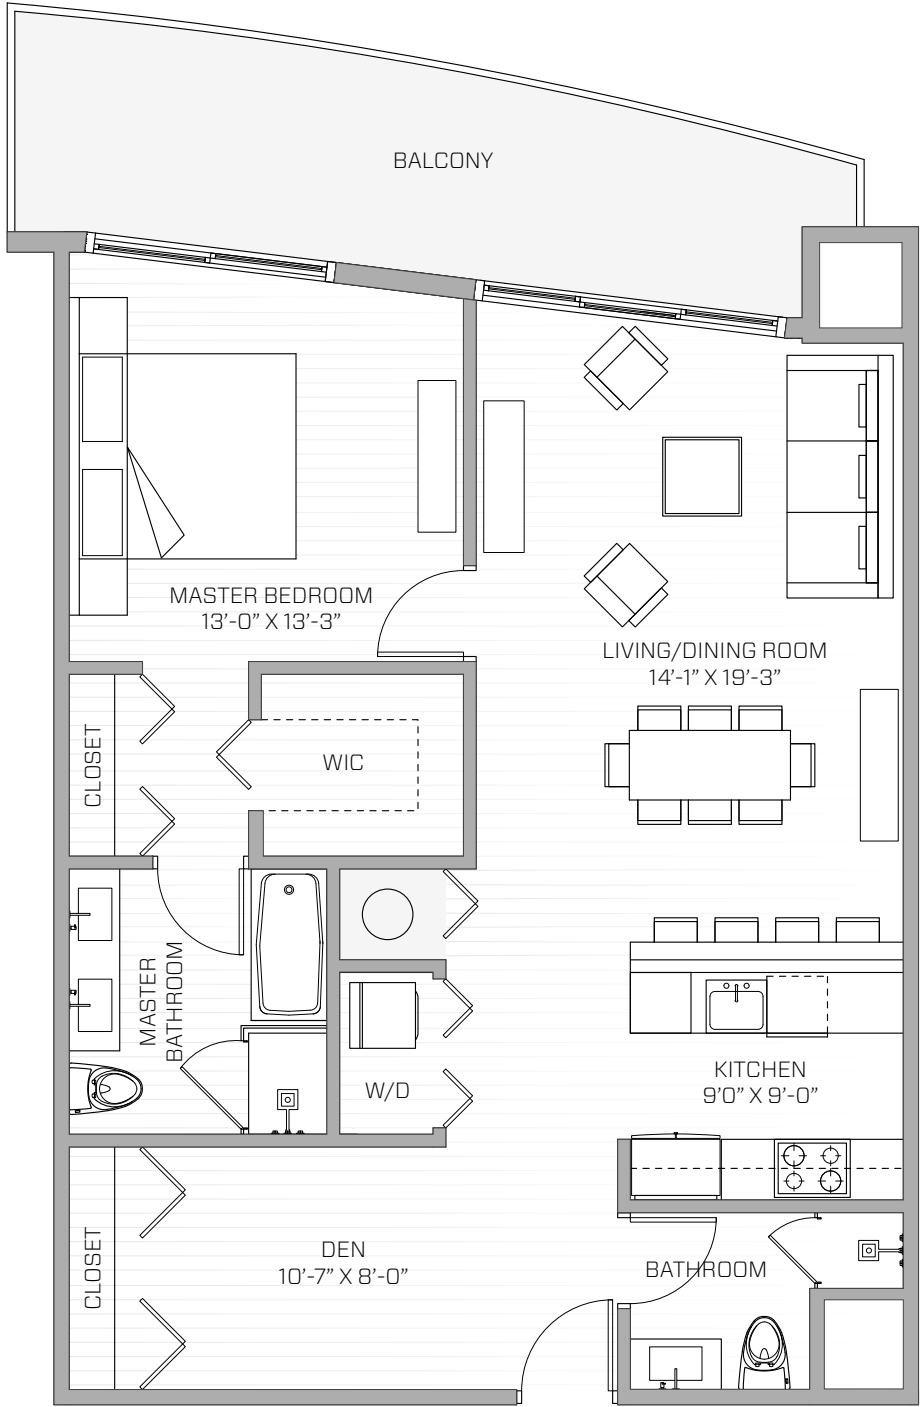 BALCONY
MASTER BEDROOM
13’-0” X 13’-3”
LIVING/DINING ROOM
14’-1” X 19’-3”
CLOSET
WIC
MASTER
BATHROOM
W/D
KITCHEN
9’0” X 9’-0”
CLOSET
DEN
10’-7” X 8’-0”
BATHROOM